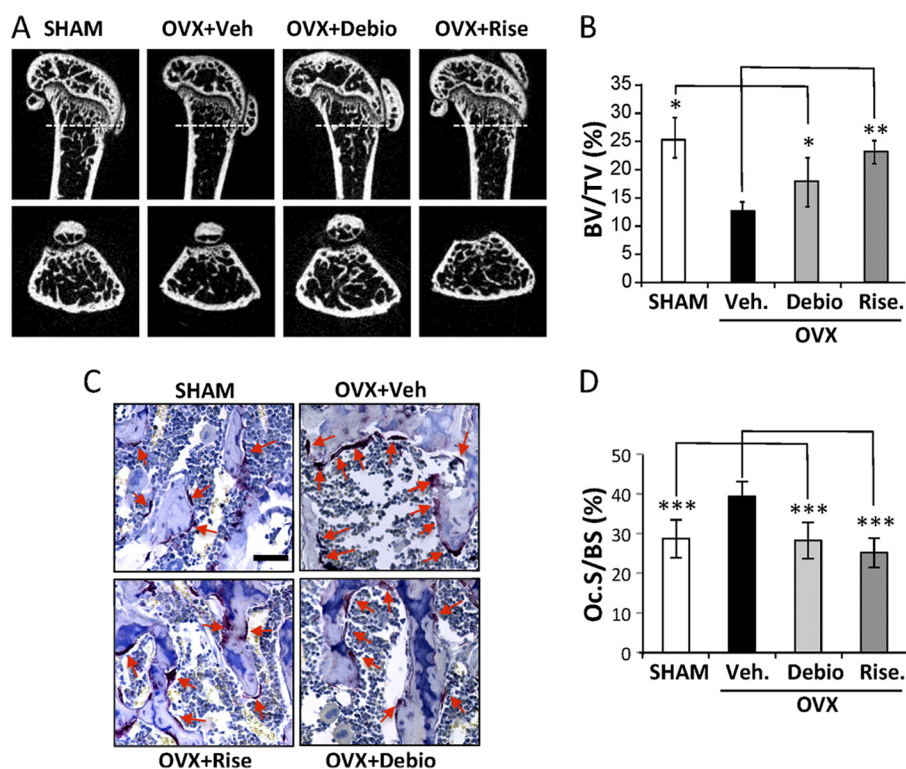 A
SHAM
OVX+Veh
OVX+Debio
OVX+Rise
B
BV/TV (%)
35
30
25
20
15
10
5
0
*
*
**
SHAM
Veh.
Debio
Rise.
OVX
C
SHAM
OVX+Veh
OVX+Rise
OVX+Debio
D
Oc.S/BS (%)
50
40
30
20
10
0
***
***
***
SHAM
Veh.
Debio
Rise.
OVX